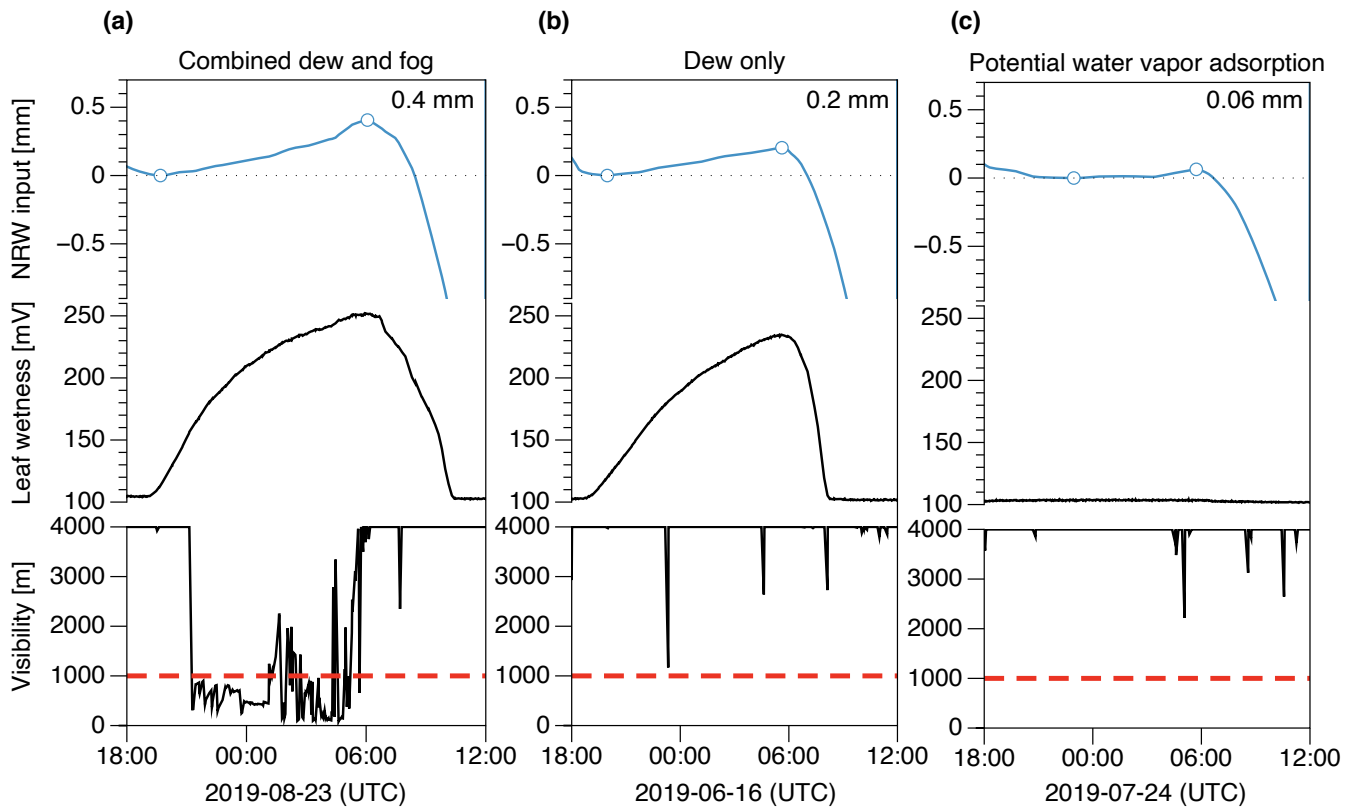 (a)
(b)
(c)
Combined dew and fog
Dew only
Potential water vapor adsorption
NRW input [mm]
0.5
0
−0.5
0.4 mm
0.5
0
−0.5
0.2 mm
0.5
0
−0.5
0.06 mm
Leaf wetness [mV]
250
200
150
100
250
200
150
100
250
200
150
100
Visibility [m]
4000
3000
2000
1000
0
4000
3000
2000
1000
0
4000
3000
2000
1000
0
18:00 00:00 06:00 12:00
18:00 00:00 06:00 12:00
18:00 00:00 06:00 12:00
2019-08-23 (UTC)
2019-06-16 (UTC)
2019-07-24 (UTC)